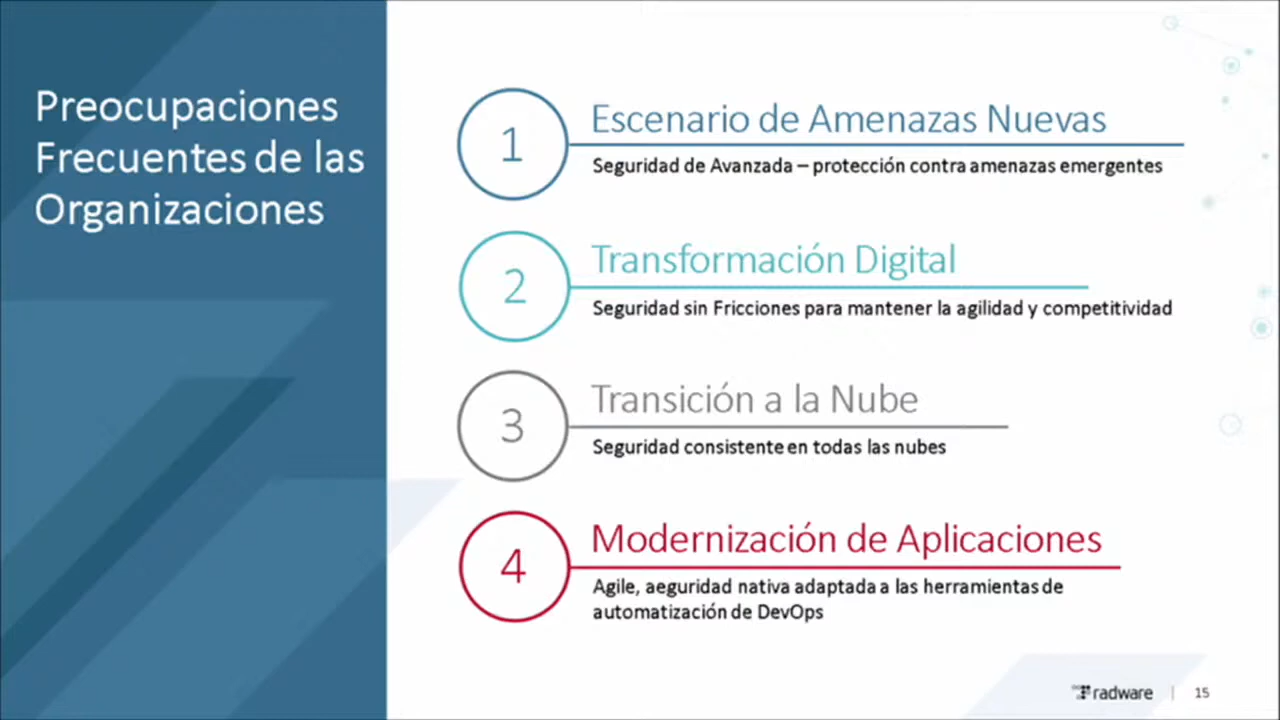 Preocupaciones
Frecuentes de las
Organizaciones
1
Escenario de Amenazas Nuevas
Seguridad de Avanzada – protección contra amenazas emergentes
2
Transformación Digital
Seguridad sin Fricciones para mantener la agilidad y competitividad
3
Transición a la Nube
Seguridad consistente en todas las nubes
4
Modernización de Aplicaciones
Agile, aeguridad nativa adaptada a las herramientas de
automatización de DevOps
radware | 15